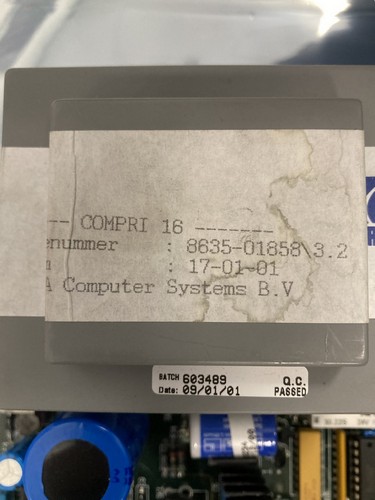 -- COMPRI 16 -------
enummer : 8635-01858\3.2
: 17-01-01
A Computer Systems B.V
BATCH 603489 Q.C.
Date: 09/01/01 PASSED